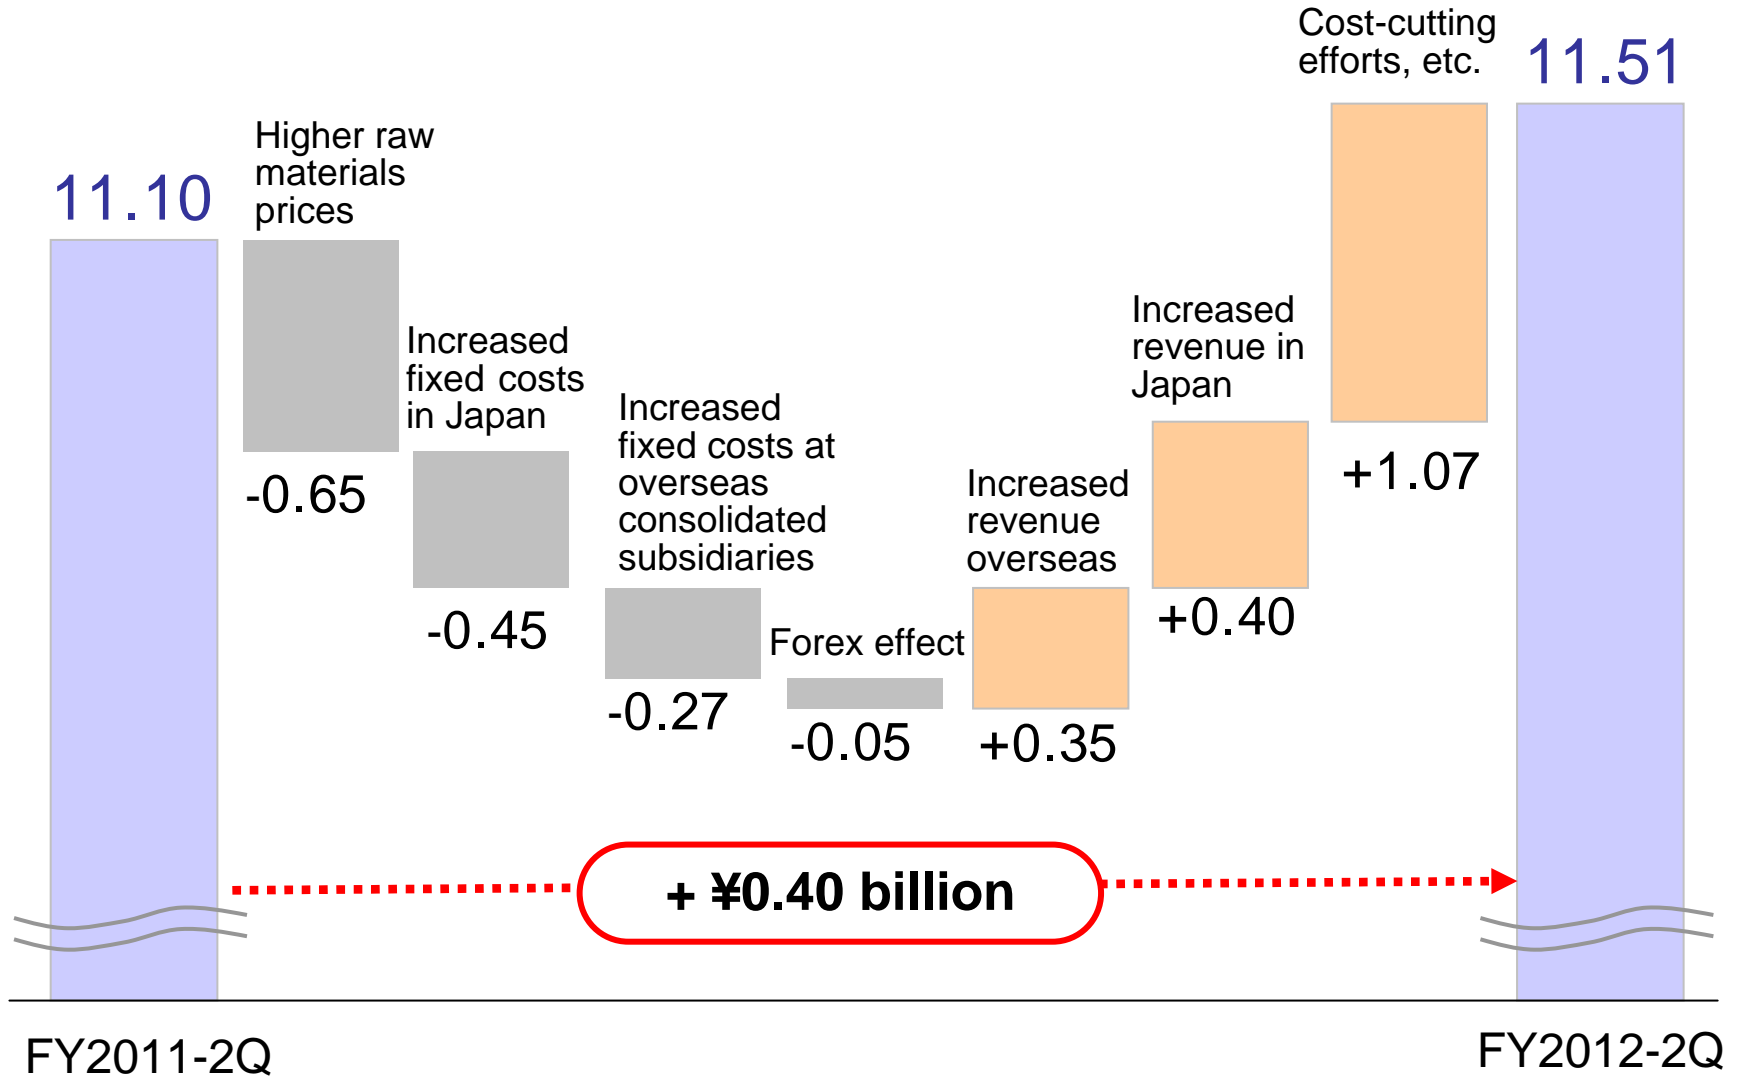 Cost-cutting
efforts, etc.
11.51
Higher raw
materials
prices
11.10
Increased
revenue in
Japan
Increased
fixed costs
in Japan
Increased
fixed costs at
overseas
consolidated
subsidiaries
+1.07
-0.65
Increased
revenue
overseas
-0.45
+0.40
Forex effect
-0.27
-0.05
+0.35
+ ¥0.40 billion
FY2011-2Q
FY2012-2Q